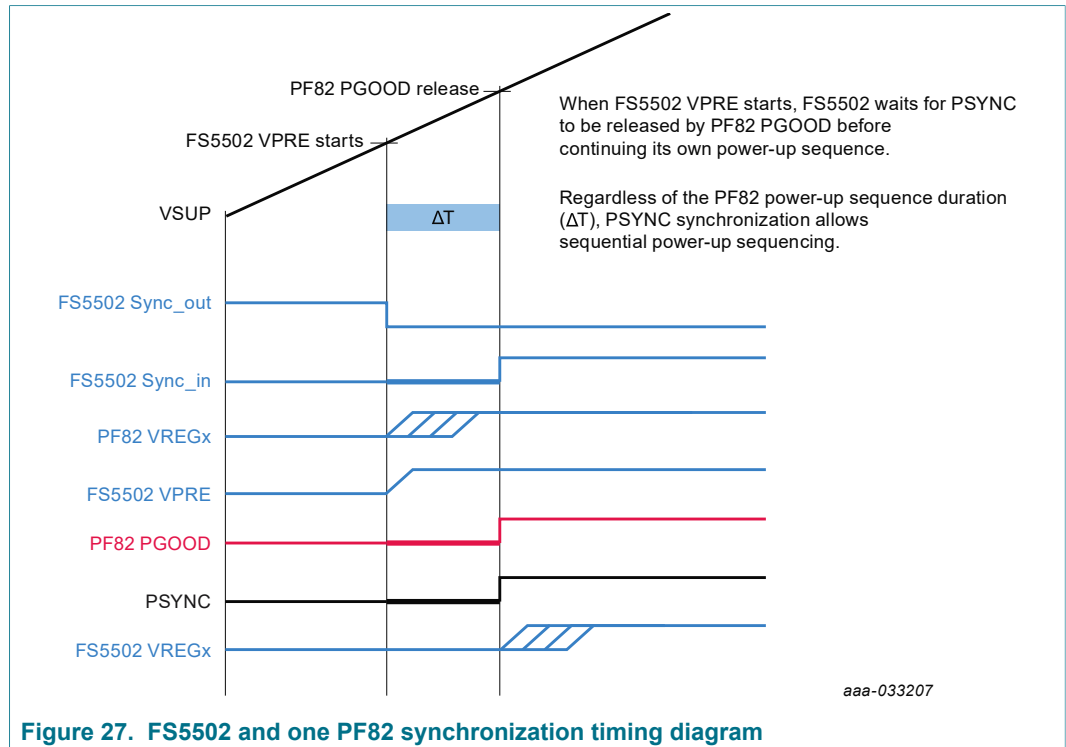 PF82 PGOOD release
FS5502 VPRE starts
VSUP
When FS5502 VPRE starts, FS5502 waits for PSYNC
to be released by PF82 PGOOD before
continuing its own power-up sequence.
Regardless of the PF82 power-up sequence duration
(ΔT), PSYNC synchronization allows
sequential power-up sequencing.
ΔT
FS5502 Sync_out
FS5502 Sync_in
PF82 VREGx
FS5502 VPRE
PF82 PGOOD
PSYNC
FS5502 VREGx
aaa-033207
Figure 27. FS5502 and one PF82 synchronization timing diagram